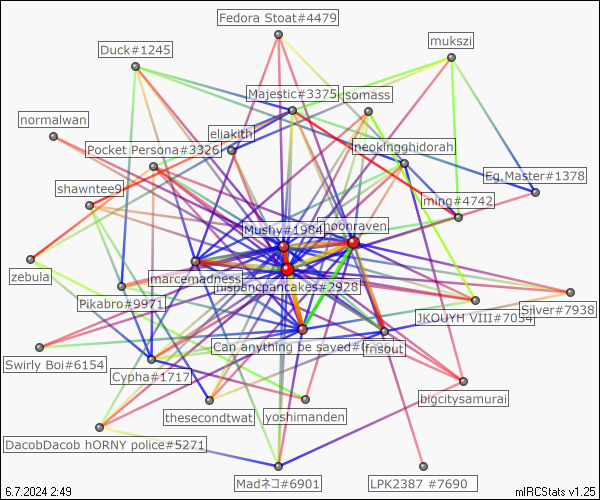 Fedora Stoat#4479
Duck#1245
mukszi
Majestic#3375
somass
normalwan
eliakith
Pocket Persona#3326
neokingghidorah
Eg.Master#1378
shawntee9
ming#4742
Mushy#1984
moonraven
zebula
marcemadness
hispancpancakes#2928
Pikabro#9971
JKOUYH VIII#7034
Silver#7938
Can anything be saved#
frisout
Swirly Boi#6154
Cypha#1717
bigcitysamurai
thesecondtwat
yoshimanden
DacobDacob hORNY police#5271
Madネコ#6901
LPK2387 #7690
6.7.2024 2:49
mIRCStats v1.25